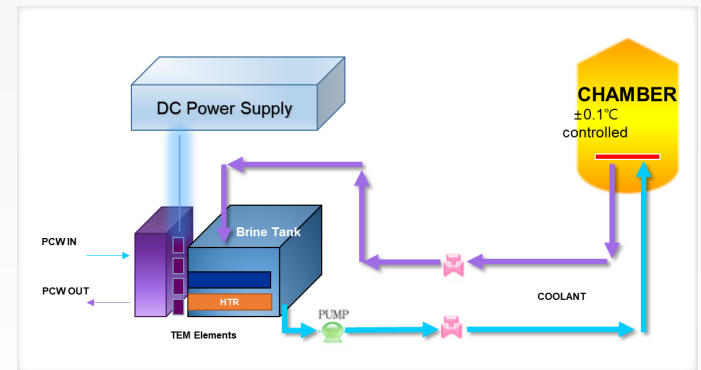 DC Power Supply
CHAMBER
±0.1℃
controlled
Brine Tank
PCW IN
PCW OUT
HTR
PUMP
COOLANT
TEM Elements